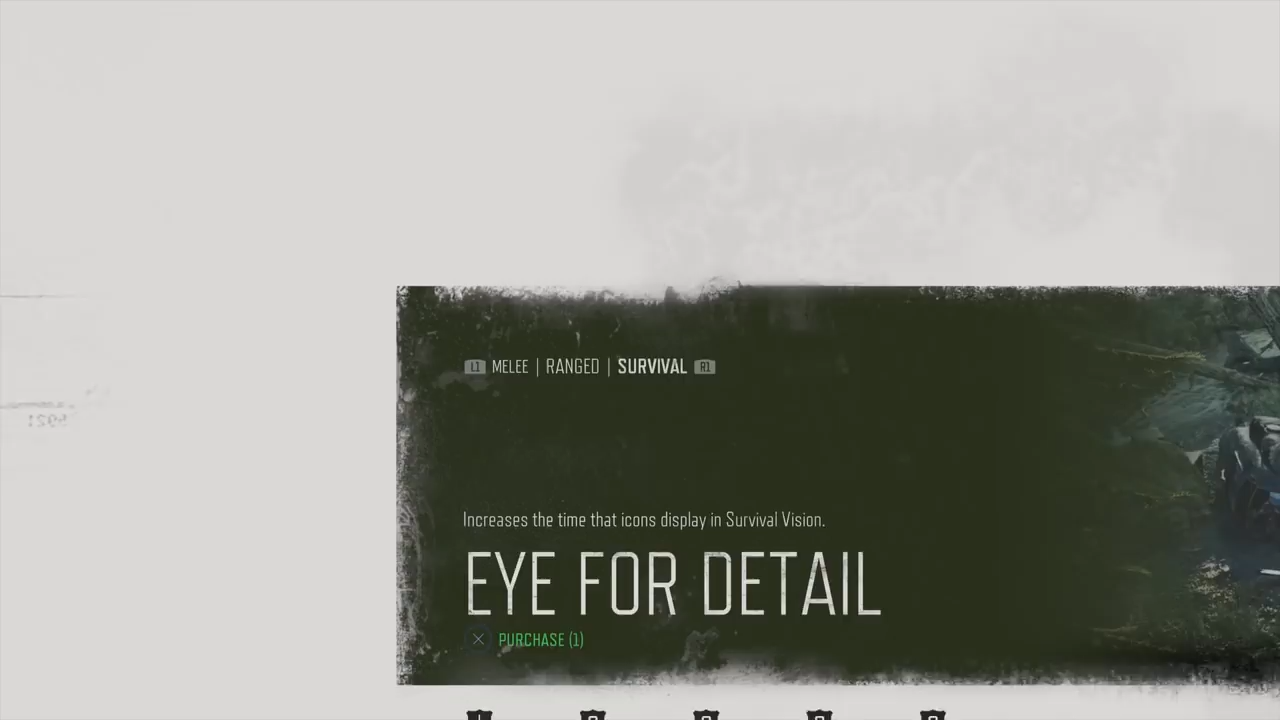 L1 MELEE | RANGED | SURVIVAL R1
Increases the time that icons display in Survival Vision.
EYE FOR DETAIL
PURCHASE (1)